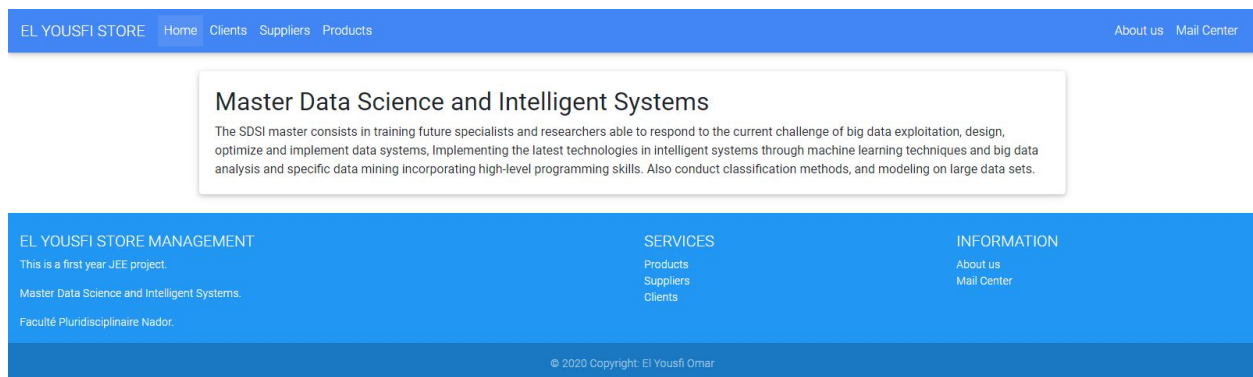 EL YOUSFI STORE Home Clients Suppliers Products About us Mail Center
Master Data Science and Intelligent Systems
The SDSI master consists in training future specialists and researchers able to respond to the current challenge of big data exploitation, design,
optimize and implement data systems, Implementing the latest technologies in intelligent systems through machine learning techniques and big data
analysis and specific data mining incorporating high-level programming skills. Also conduct classification methods, and modeling on large data sets.
EL YOUSFI STORE MANAGEMENT
This is a first year JEE project.
Master Data Science and Intelligent Systems.
Faculté Pluridisciplinaire Nador.
SERVICES
Products
Suppliers
Clients
INFORMATION
About us
Mail Center
© 2020 Copyright: El Yousfi Omar